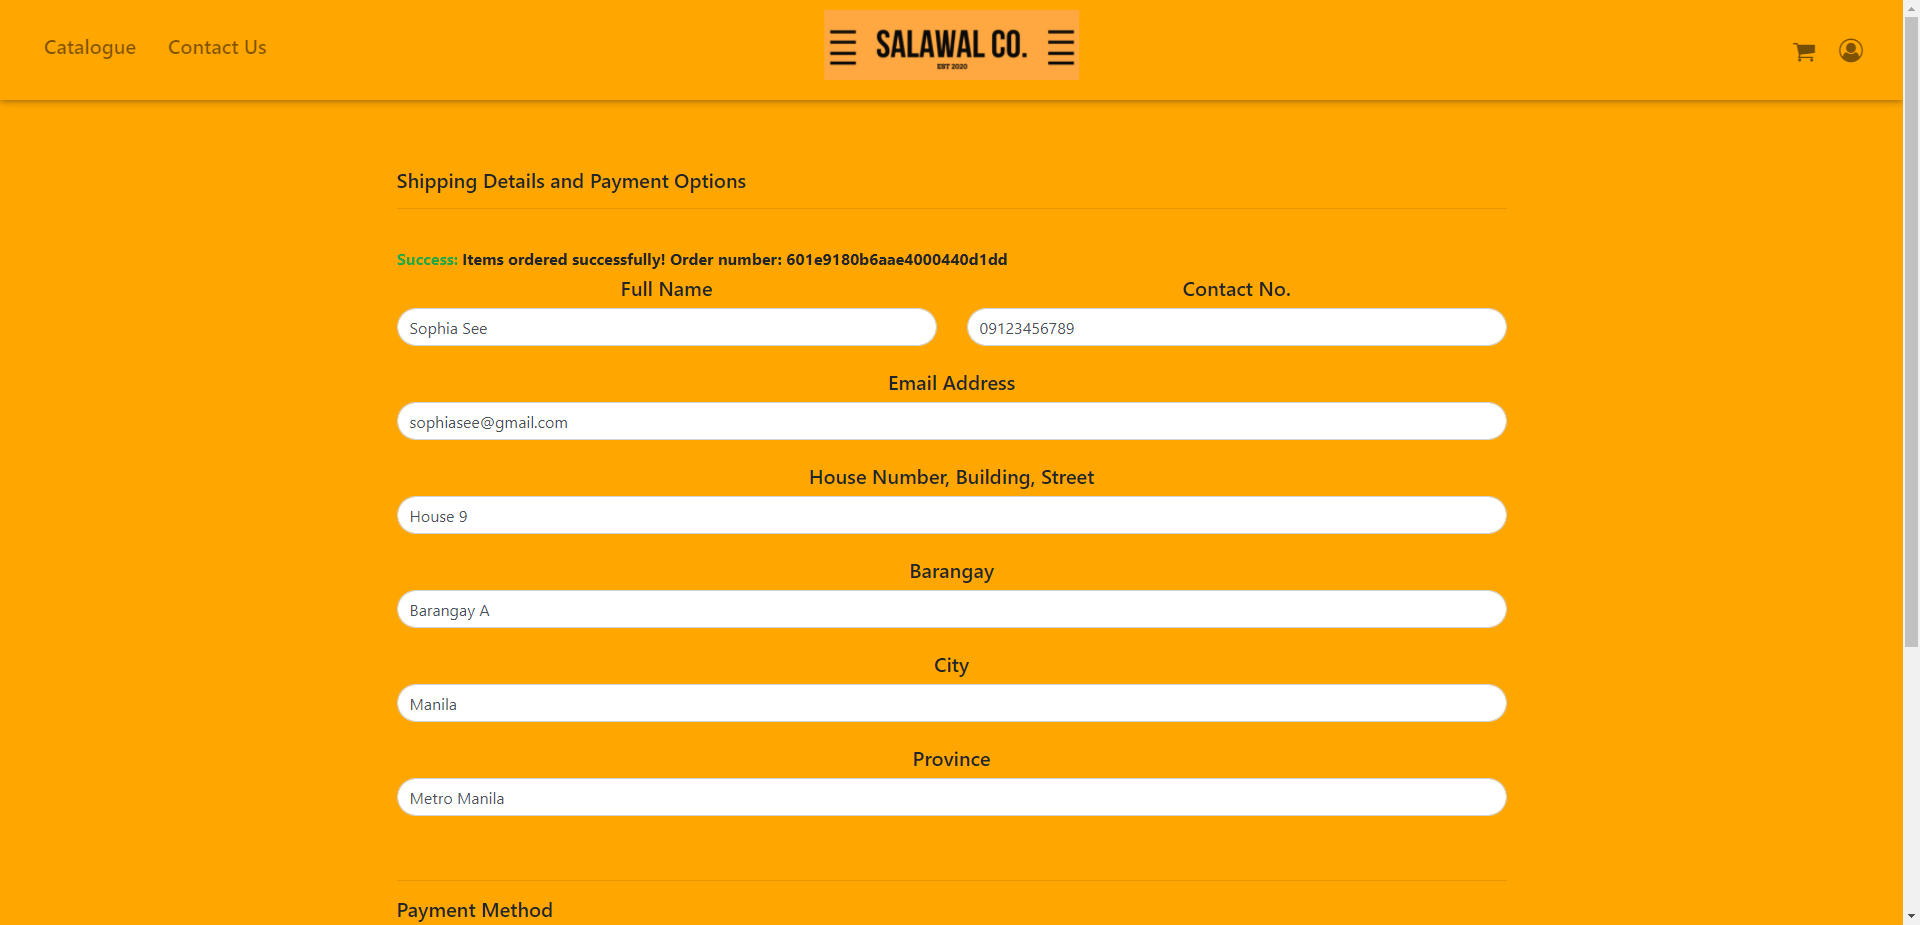 Catalogue
Contact Us
SALAWAL CO.
EST 2020
Shipping Details and Payment Options
Success: Items ordered successfully! Order number: 601e9180b6aae4000440d1dd
Full Name
Contact No.
Sophia See
09123456789
Email Address
sophiasee@gmail.com
House Number, Building, Street
House 9
Barangay
Barangay A
City
Manila
Province
Metro Manila
Payment Method